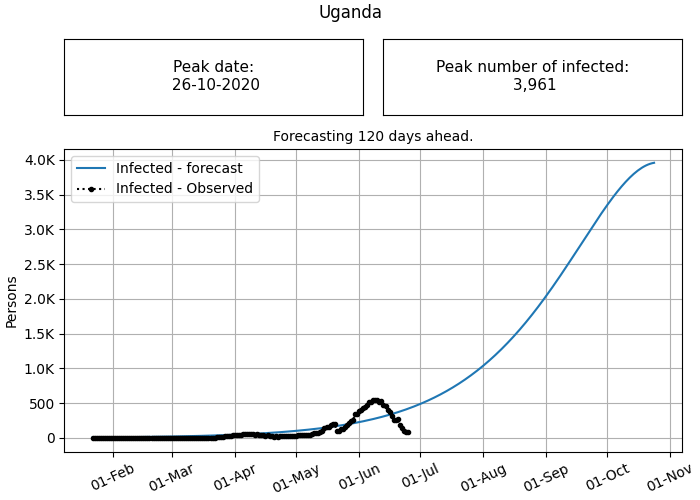 Uganda
Peak date:
26-10-2020
Peak number of infected:
3,961
Forecasting 120 days ahead.
Infected - forecast
Infected - Observed
4.0K
3.5K
3.0K
2.5K
2.0K
1.5K
1.0K
500
0
Persons
01-Feb
01-Mar
01-Apr
01-May
01-Jun
01-Jul
01-Aug
01-Sep
01-Oct
01-Nov